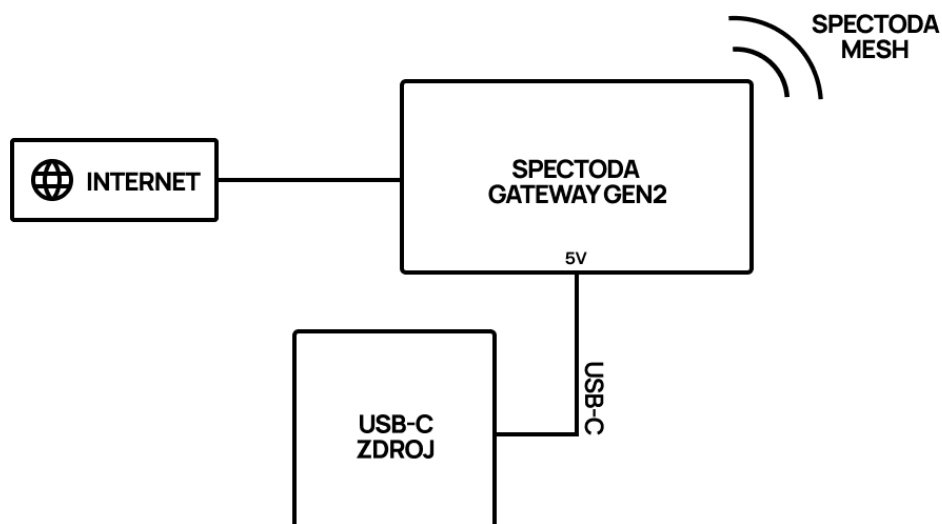 SPECTODA
MESH
INTERNET
SPECTODA
GATEWAY GEN2
5V
USB-C
USB-C
ZDROJ